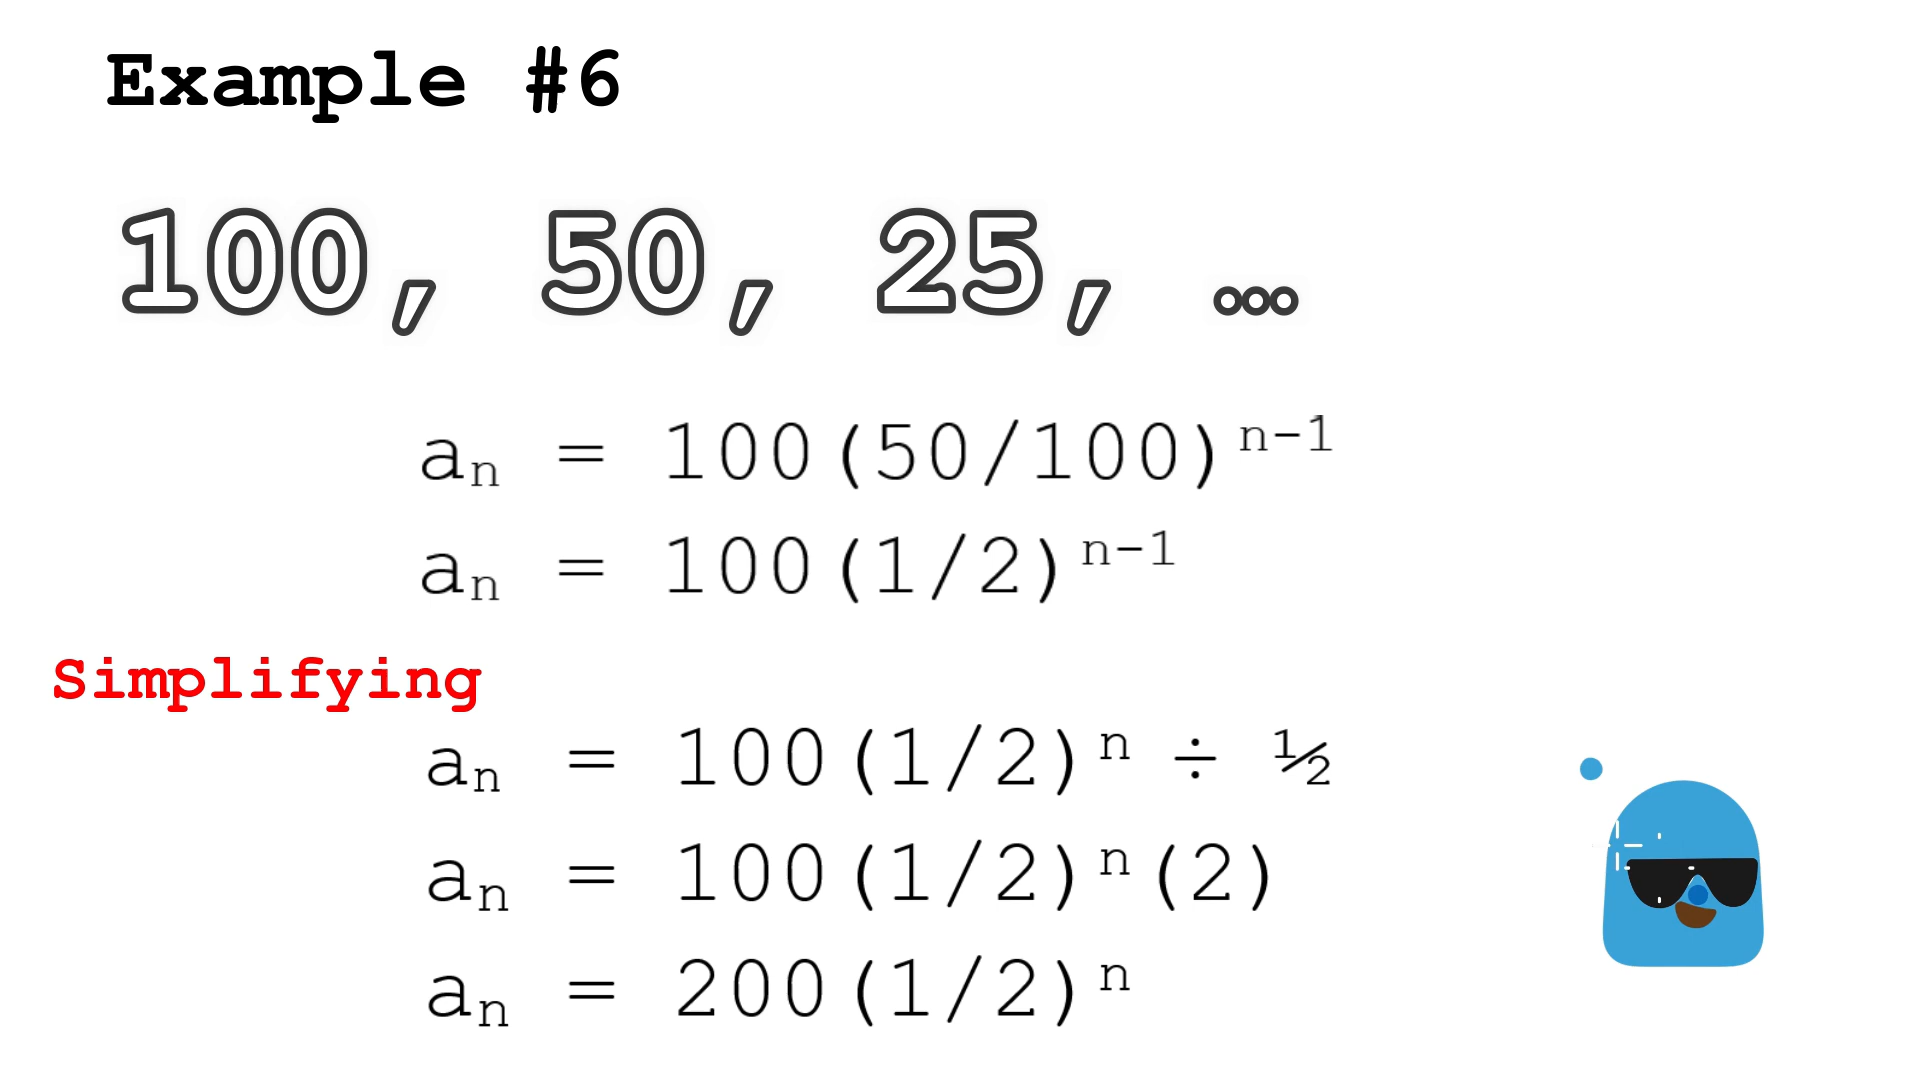 Example #6
100, 50, 25, …
aₙ = 100(50/100)ⁿ⁻¹
aₙ = 100(1/2)ⁿ⁻¹
Simplifying
aₙ = 100(1/2)ⁿ ÷ ½
aₙ = 100(1/2)ⁿ(2)
aₙ = 200(1/2)ⁿ